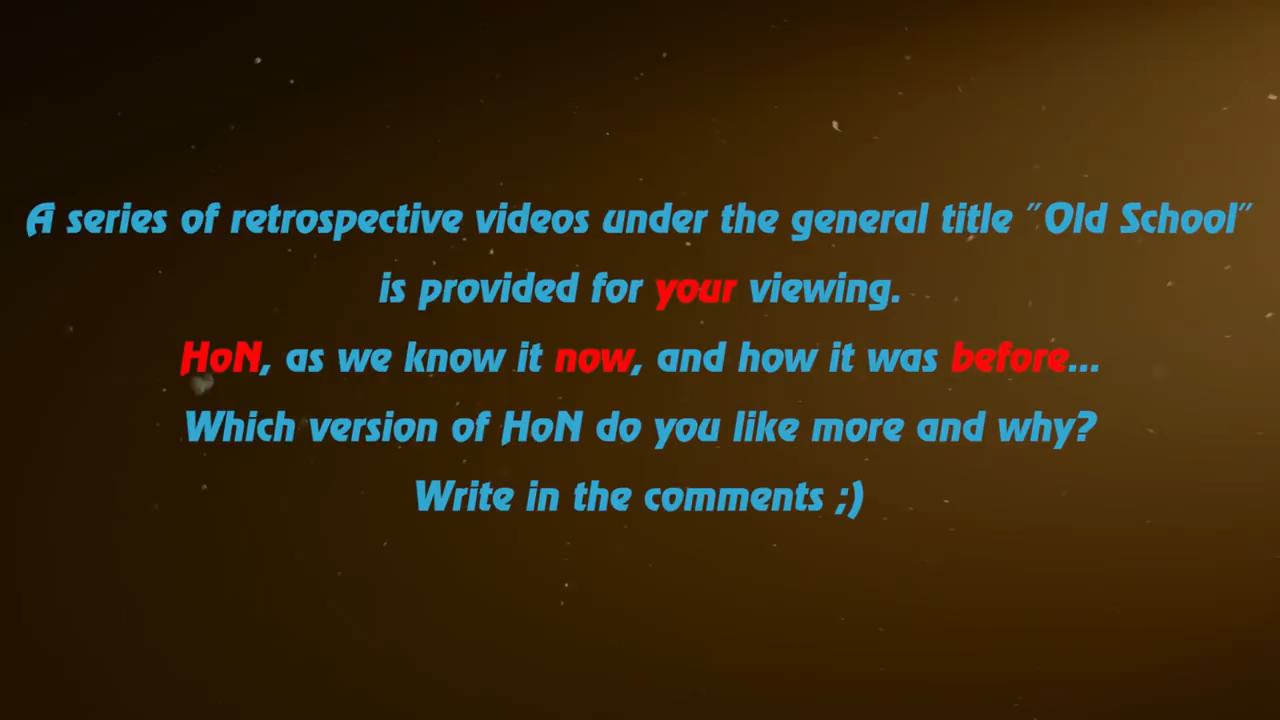 A series of retrospective videos under the general title "Old School"
is provided for your viewing.
HoN, as we know it now, and how it was before...
Which version of HoN do you like more and why?
Write in the comments ;)